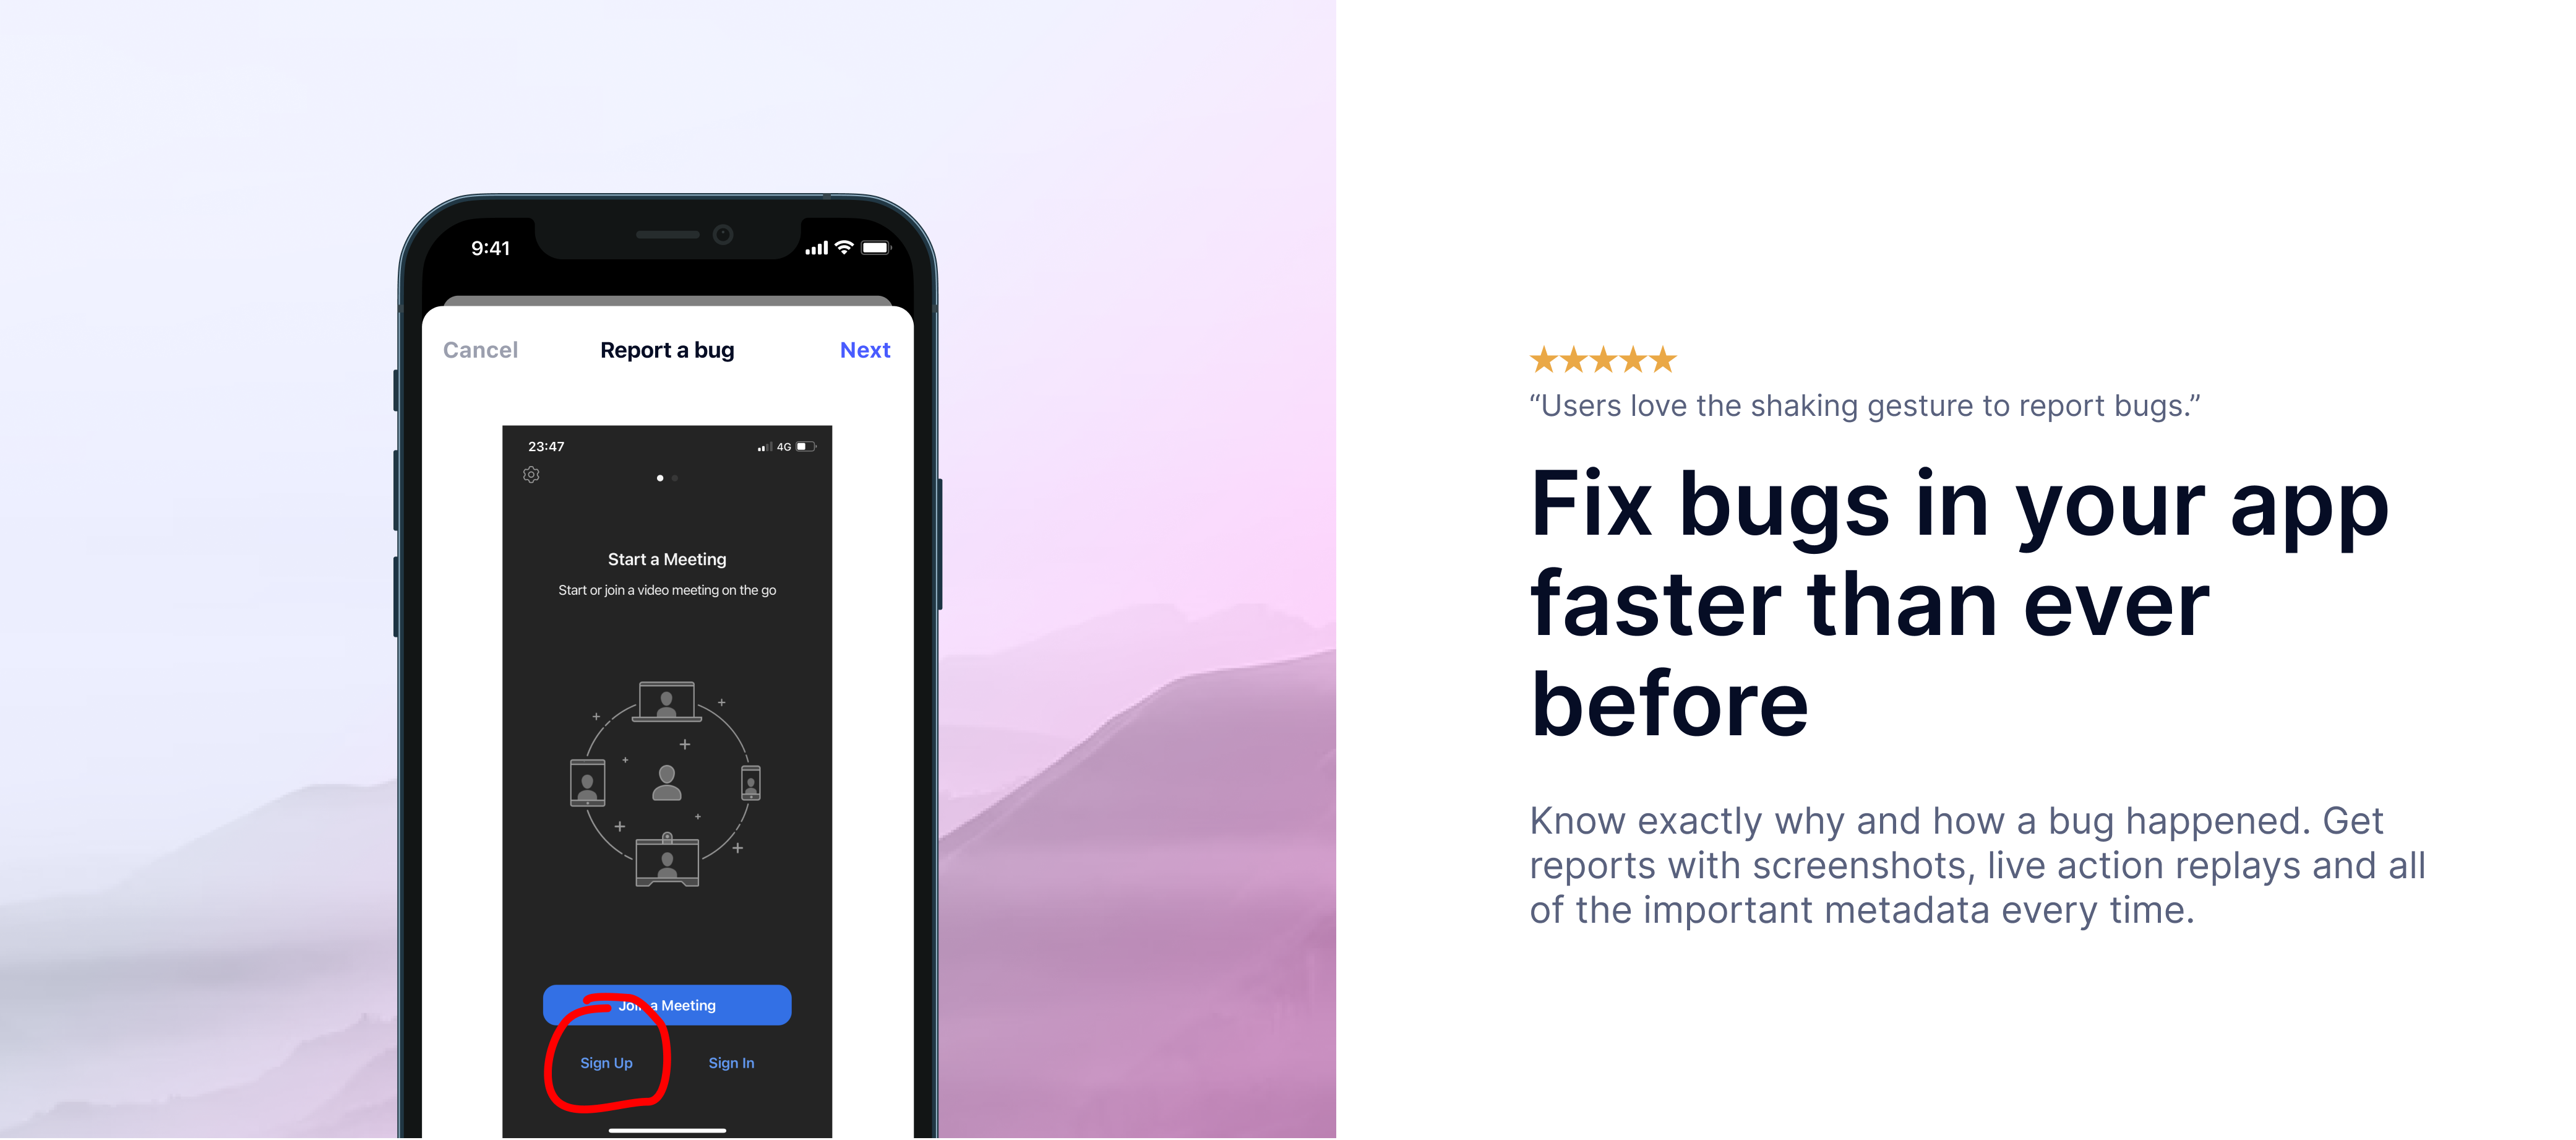 9:41
Cancel Report a bug Next
23:47 4G
Start a Meeting
Start or join a video meeting on the go
Join a Meeting
Sign Up Sign In
★★★★★
“Users love the shaking gesture to report bugs.”
Fix bugs in your app
faster than ever
before
Know exactly why and how a bug happened. Get
reports with screenshots, live action replays and all
of the important metadata every time.